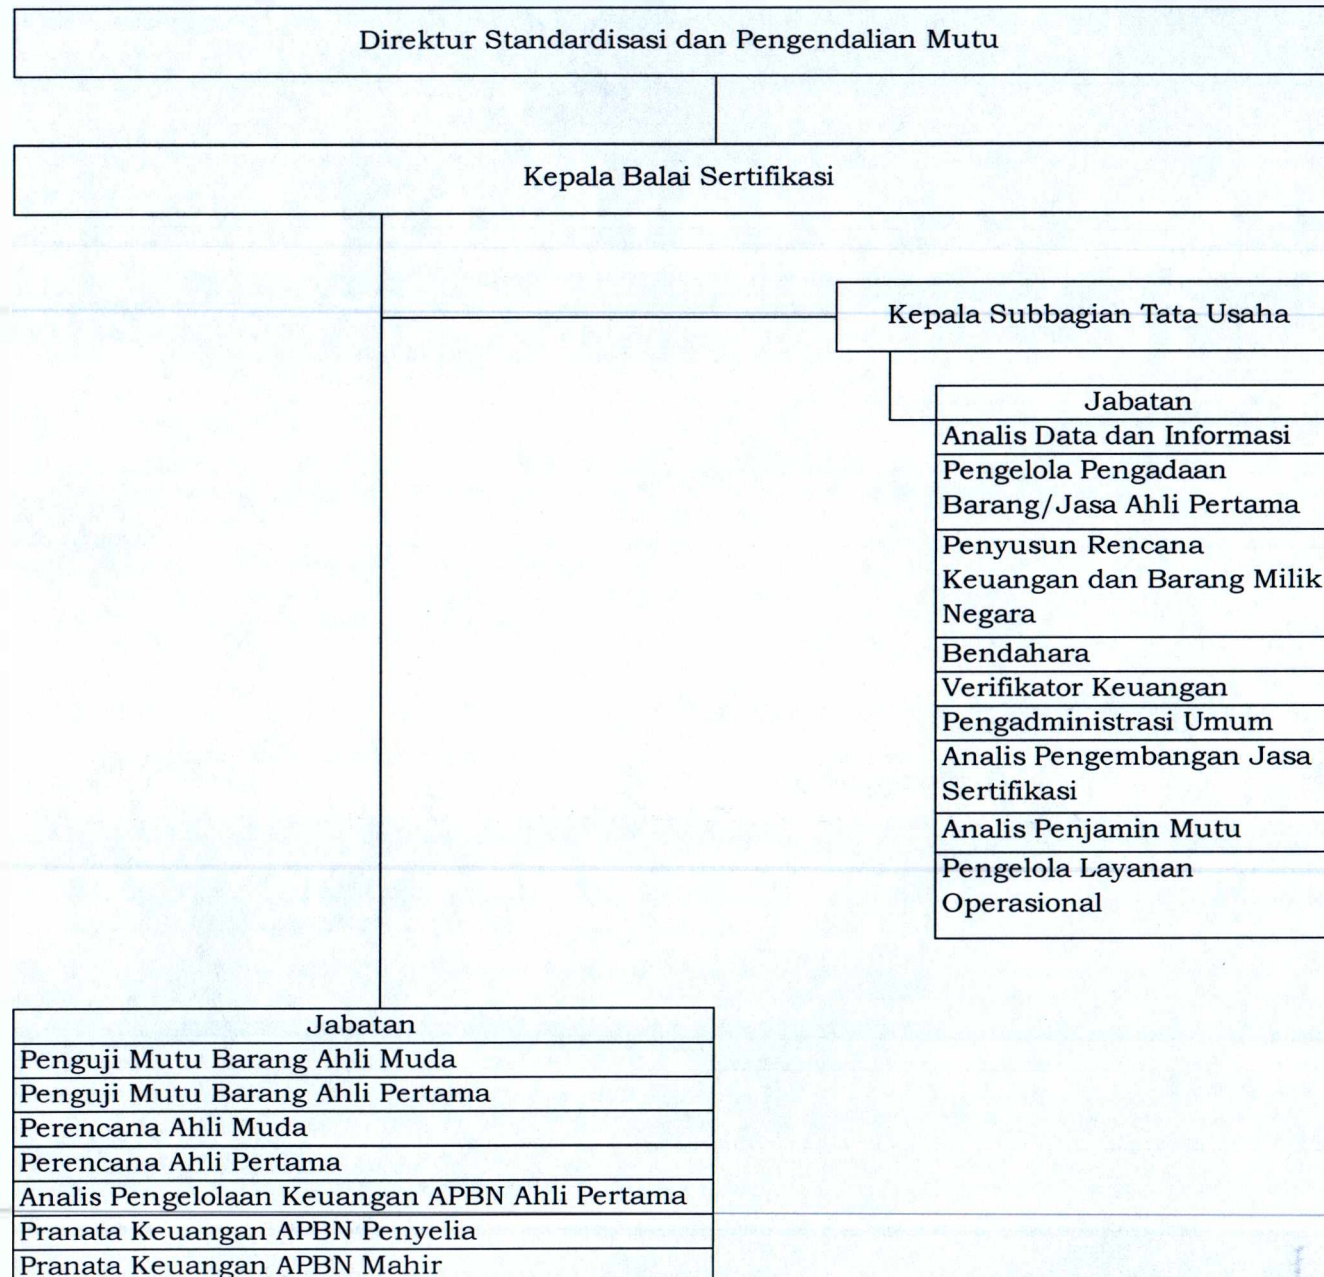 Direktur Standardisasi dan Pengendalian Mutu
Kepala Balai Sertifikasi
Kepala Subbagian Tata Usaha
Jabatan
Analis Data dan Informasi
Pengelola Pengadaan
Barang/Jasa Ahli Pertama
Penyusun Rencana
Keuangan dan Barang Milik
Negara
Bendahara
Verifikator Keuangan
Pengadministrasi Umum
Analis Pengembangan Jasa
Sertifikasi
Analis Penjamin Mutu
Pengelola Layanan
Operasional
Jabatan
Penguji Mutu Barang Ahli Muda
Penguji Mutu Barang Ahli Pertama
Perencana Ahli Muda
Perencana Ahli Pertama
Analis Pengelolaan Keuangan APBN Ahli Pertama
Pranata Keuangan APBN Penyelia
Pranata Keuangan APBN Mahir